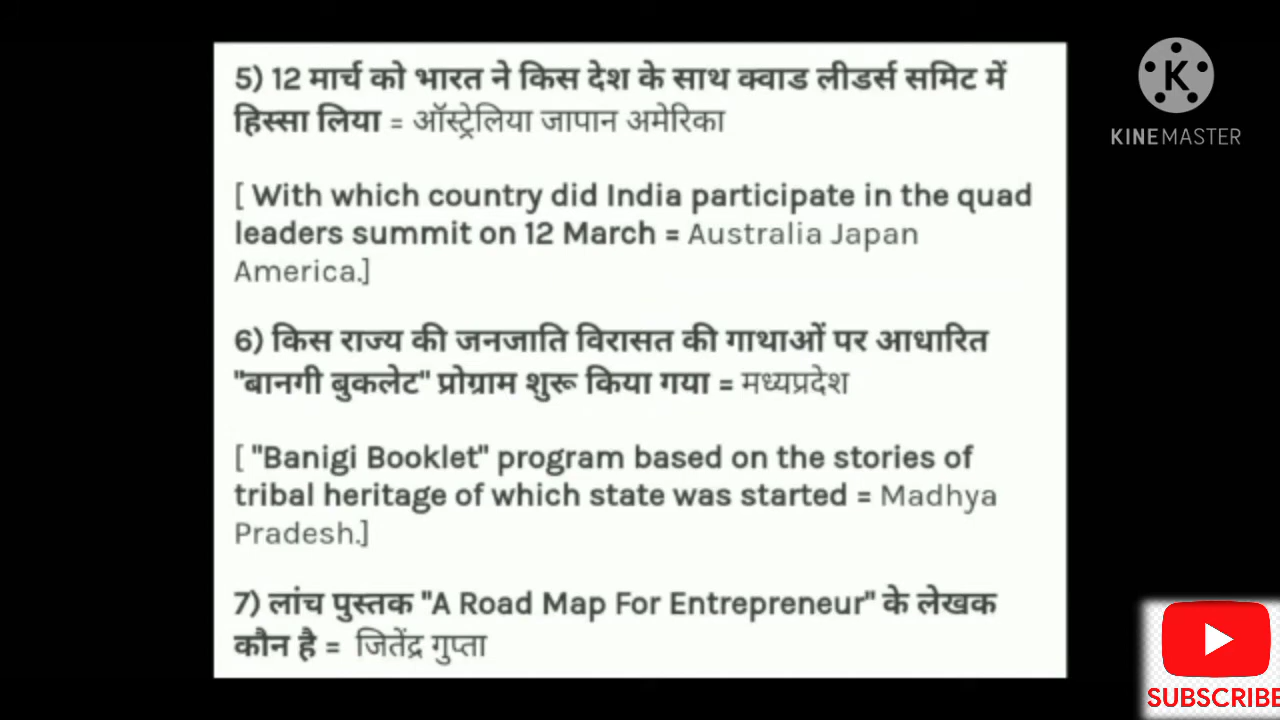 5) 12 मार्च को भारत ने किस देश के साथ क्वाड लीडर्स समिट में
हिस्सा लिया = ऑस्ट्रेलिया जापान अमेरिका
[ With which country did India participate in the quad
leaders summit on 12 March = Australia Japan
America.]
6) किस राज्य की जनजाति विरासत की गाथाओं पर आधारित
"बानगी बुकलेट" प्रोग्राम शुरू किया गया = मध्यप्रदेश
[ "Banigi Booklet" program based on the stories of
tribal heritage of which state was started = Madhya
Pradesh.]
7) लांच पुस्तक "A Road Map For Entrepreneur" के लेखक
कौन है = जितेंद्र गुप्ता
K
KINEMASTER
SUBSCRIBE